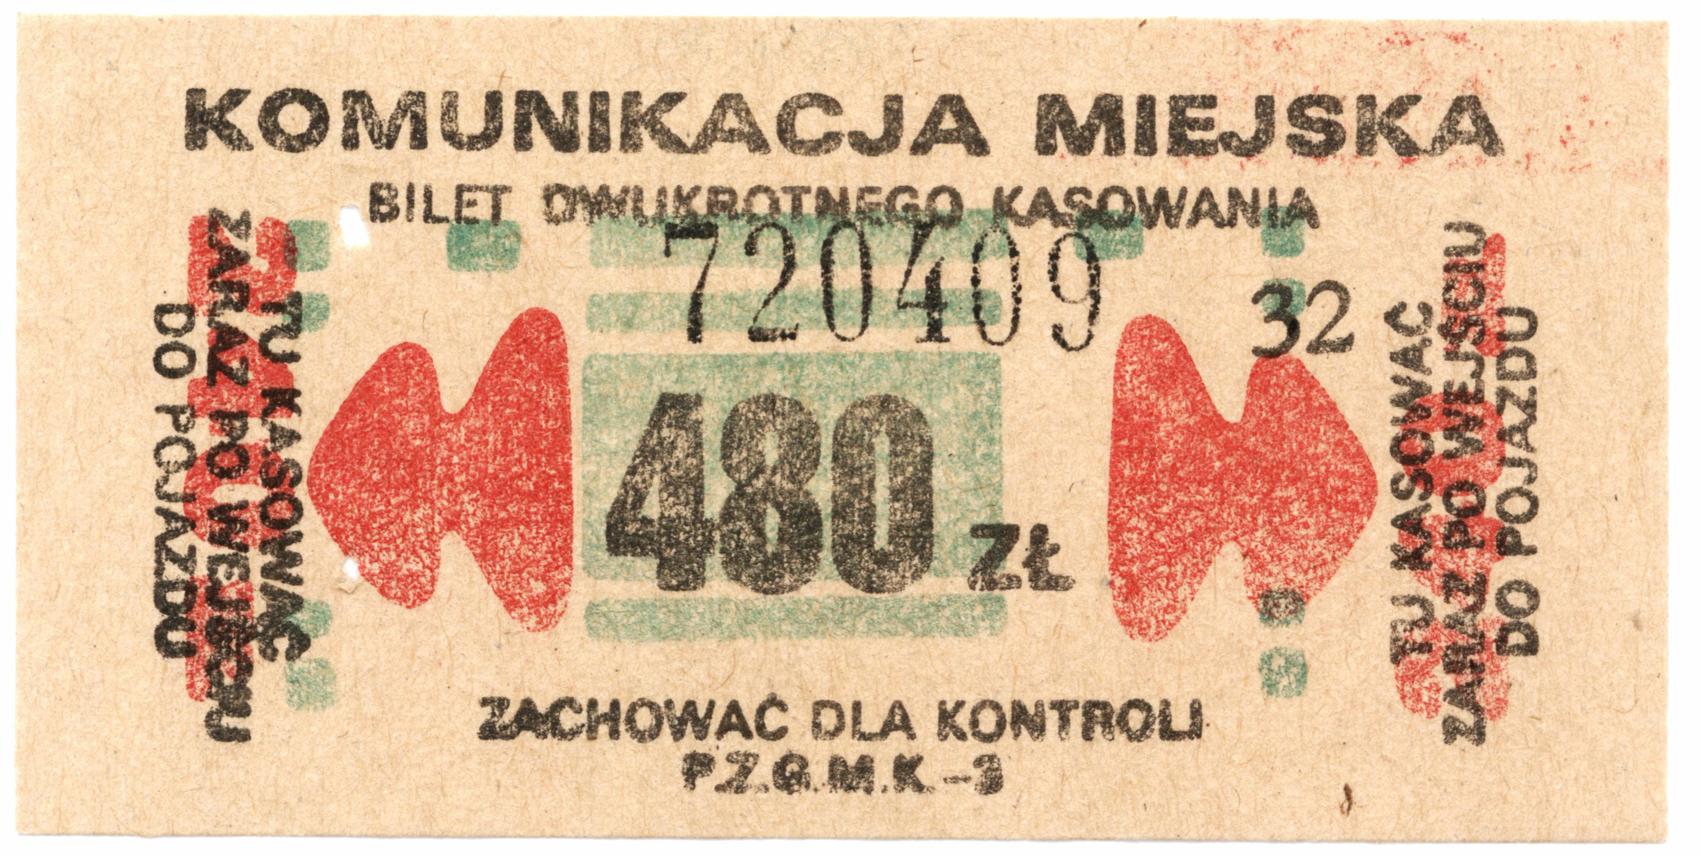 KOMUNIKACJA MIEJSKA
BILET DWUKROTNEGO KASOWANIA
720409
32
480 ZŁ
TU KASOWAĆ
ZARAZ PO WEJŚCIU
DO POJAZDU
TU KASOWAĆ
ZARAZ PO WEJŚCIU
DO POJAZDU
ZACHOWAĆ DLA KONTROLI
P.Z.G.M.K.-3